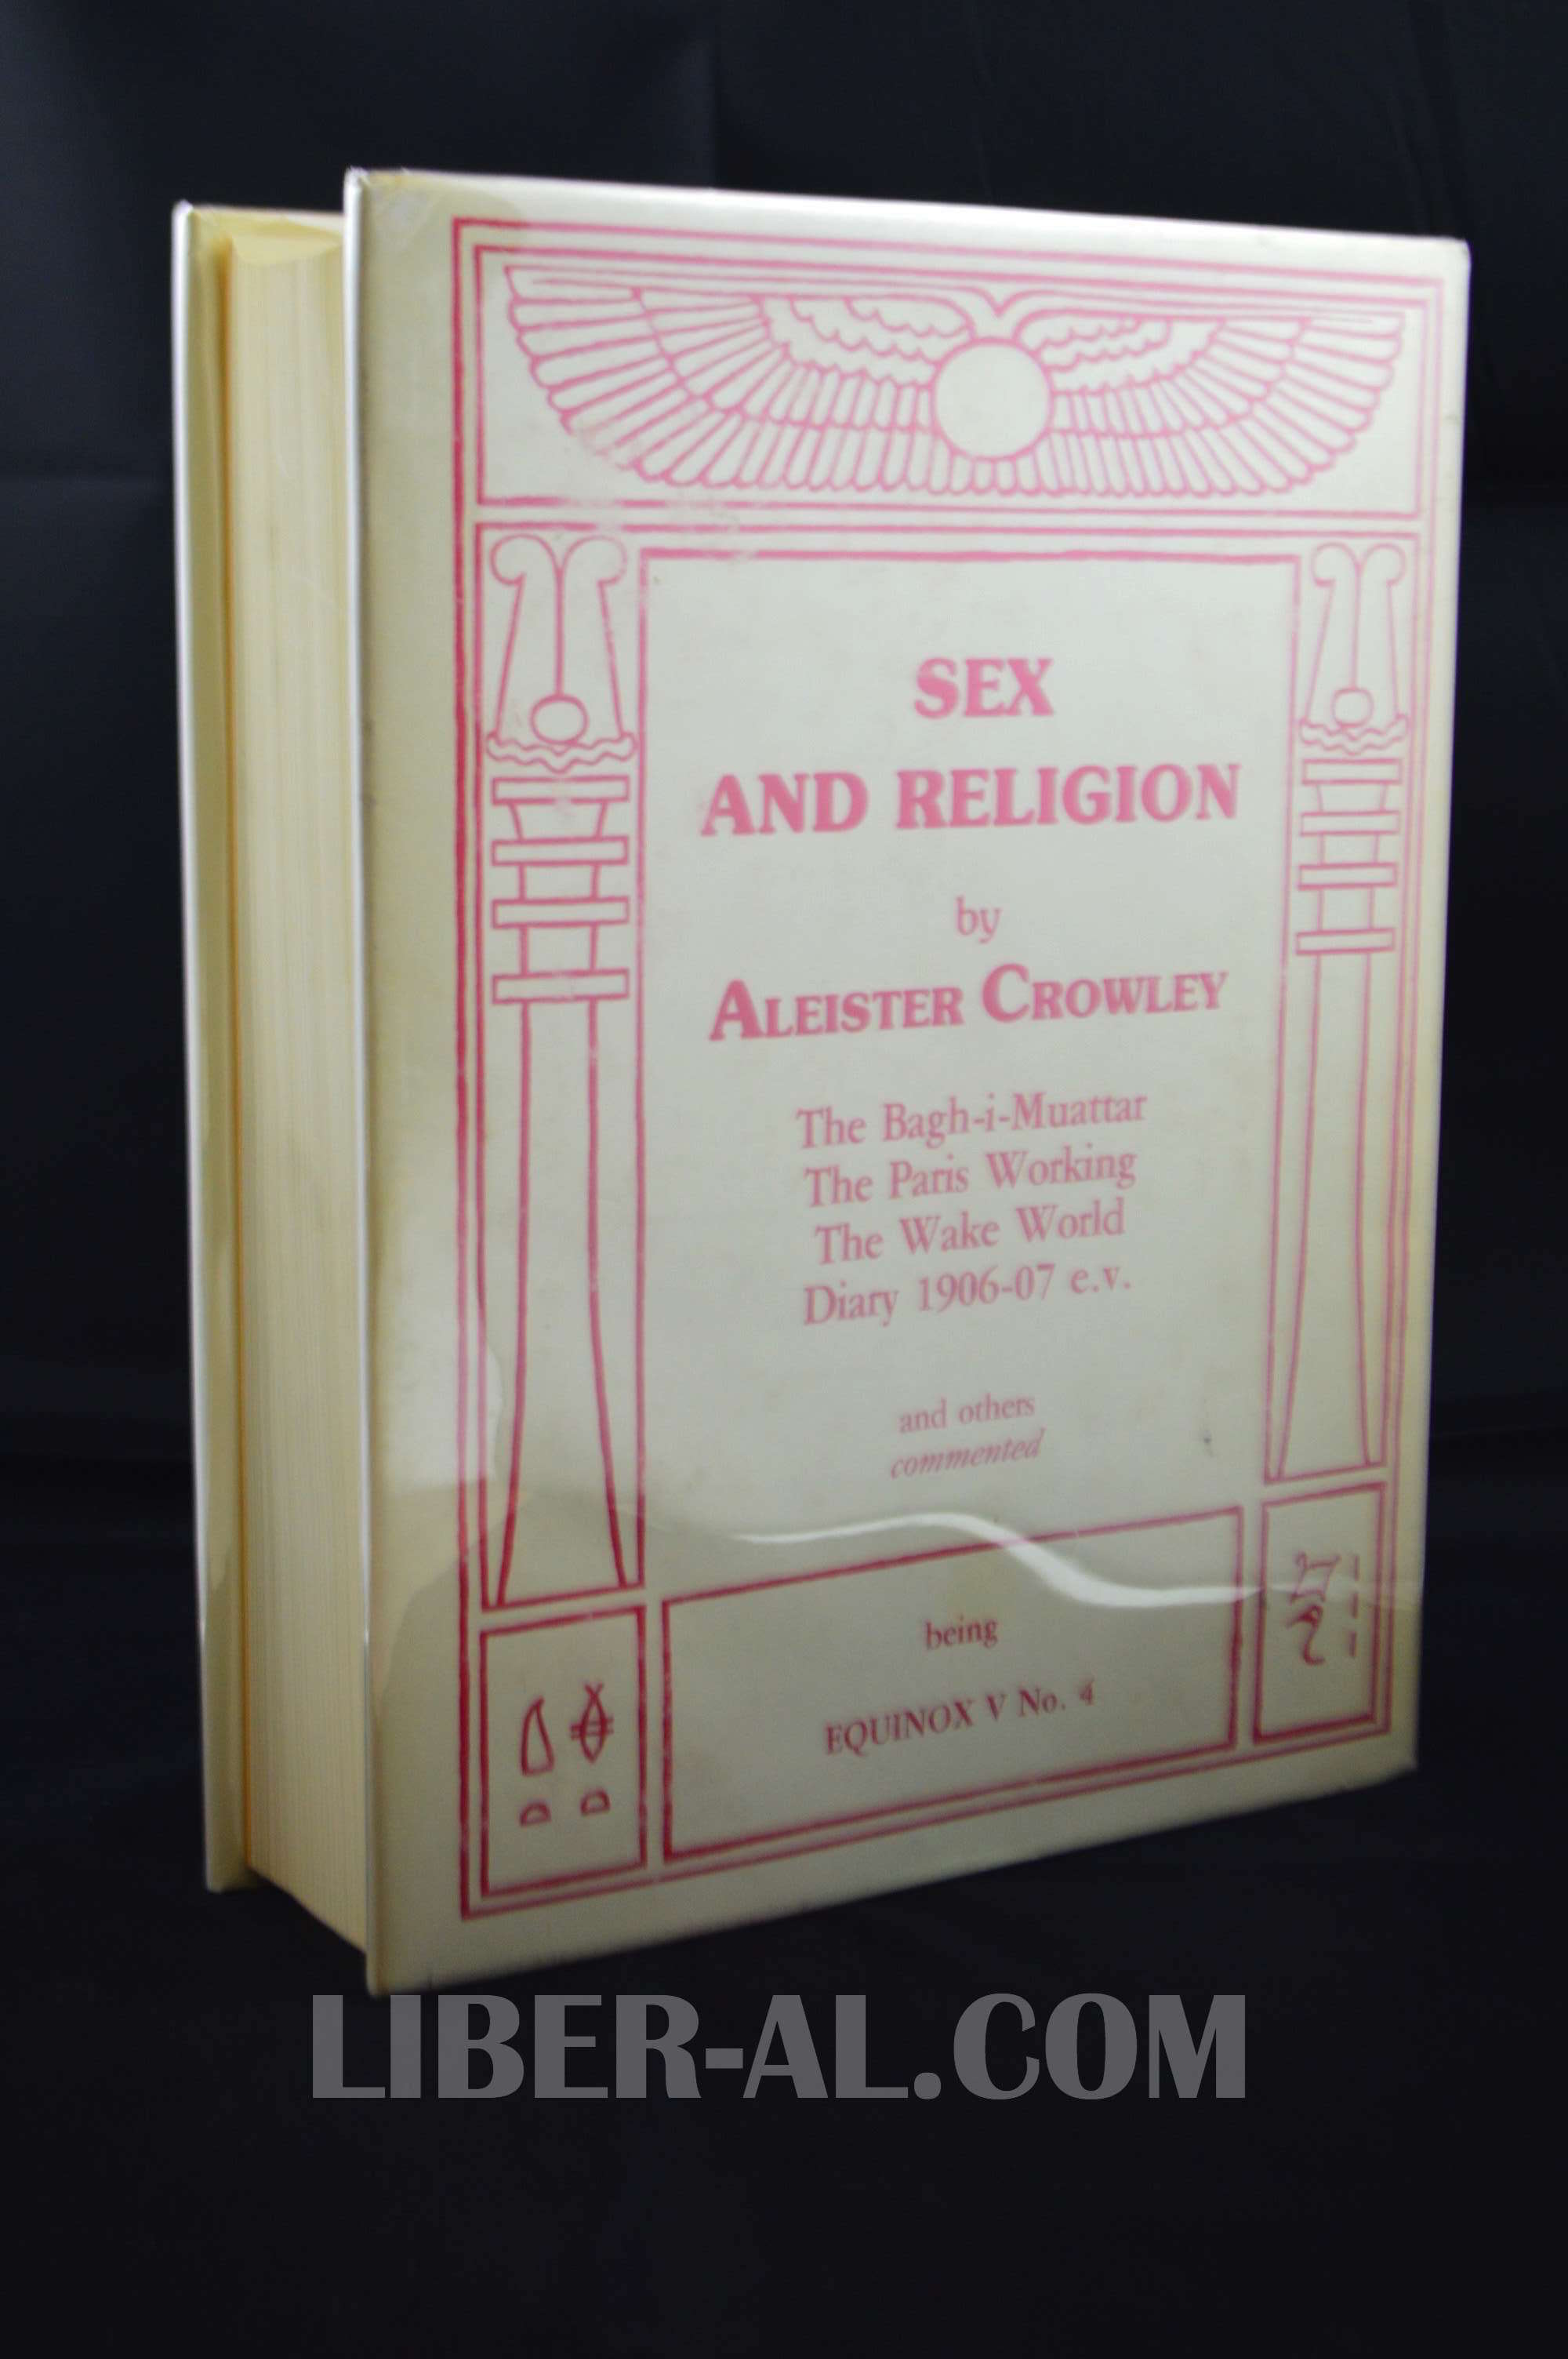 SEX
AND RELIGION
by
ALEISTER CROWLEY
The Bagh-i-Muattar
The Paris Working
The Wake World
Diary 1906-07 e.v.
and others
commented
being
EQUINOX V No. 4
LIBER-AL.COM